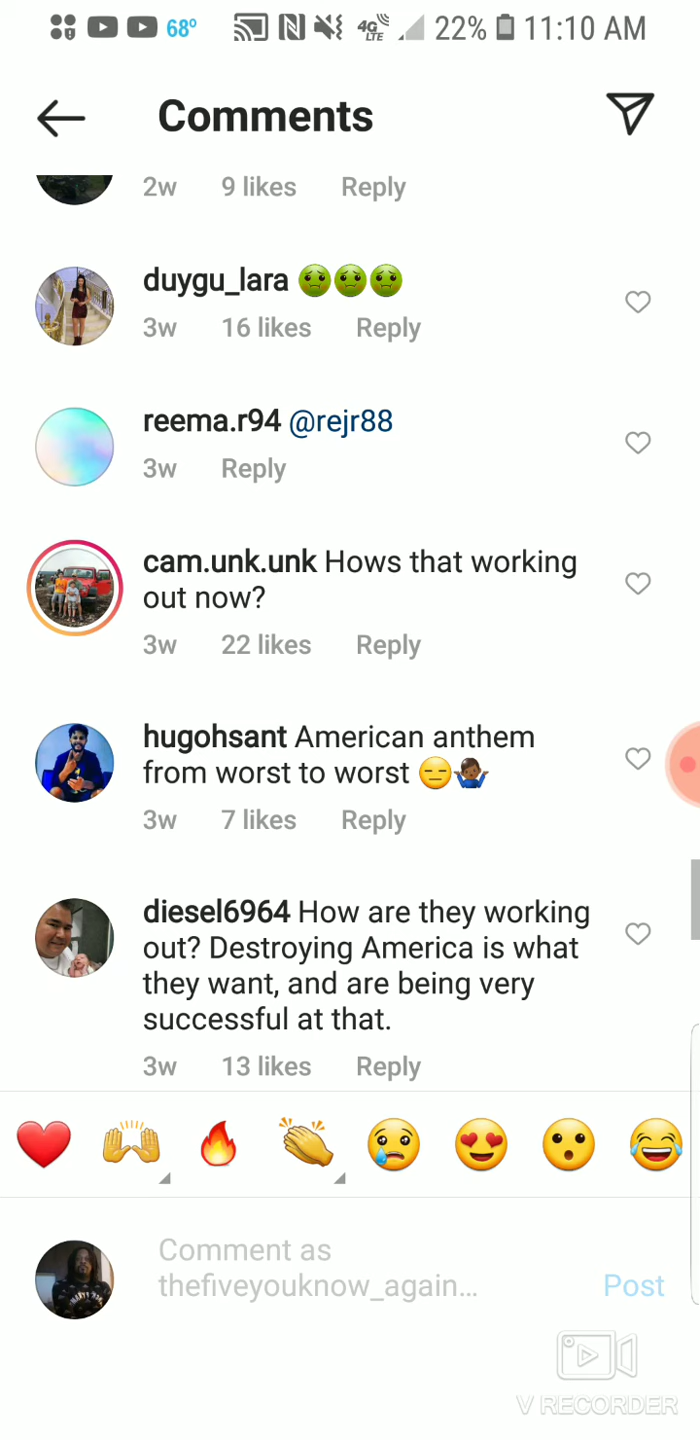 68° 4G LTE 22% 11:10 AM
Comments
2w 9 likes Reply
duygu_lara 🤢🤢🤢
3w 16 likes Reply
reema.r94 @rejr88
3w Reply
cam.unk.unk Hows that working
out now?
3w 22 likes Reply
hugohsant American anthem
from worst to worst 😑🤷🏾‍♂️
3w 7 likes Reply
diesel6964 How are they working
out? Destroying America is what
they want, and are being very
successful at that.
3w 13 likes Reply
Comment as
thefiveyouknow_again...
Post
V RECORDER